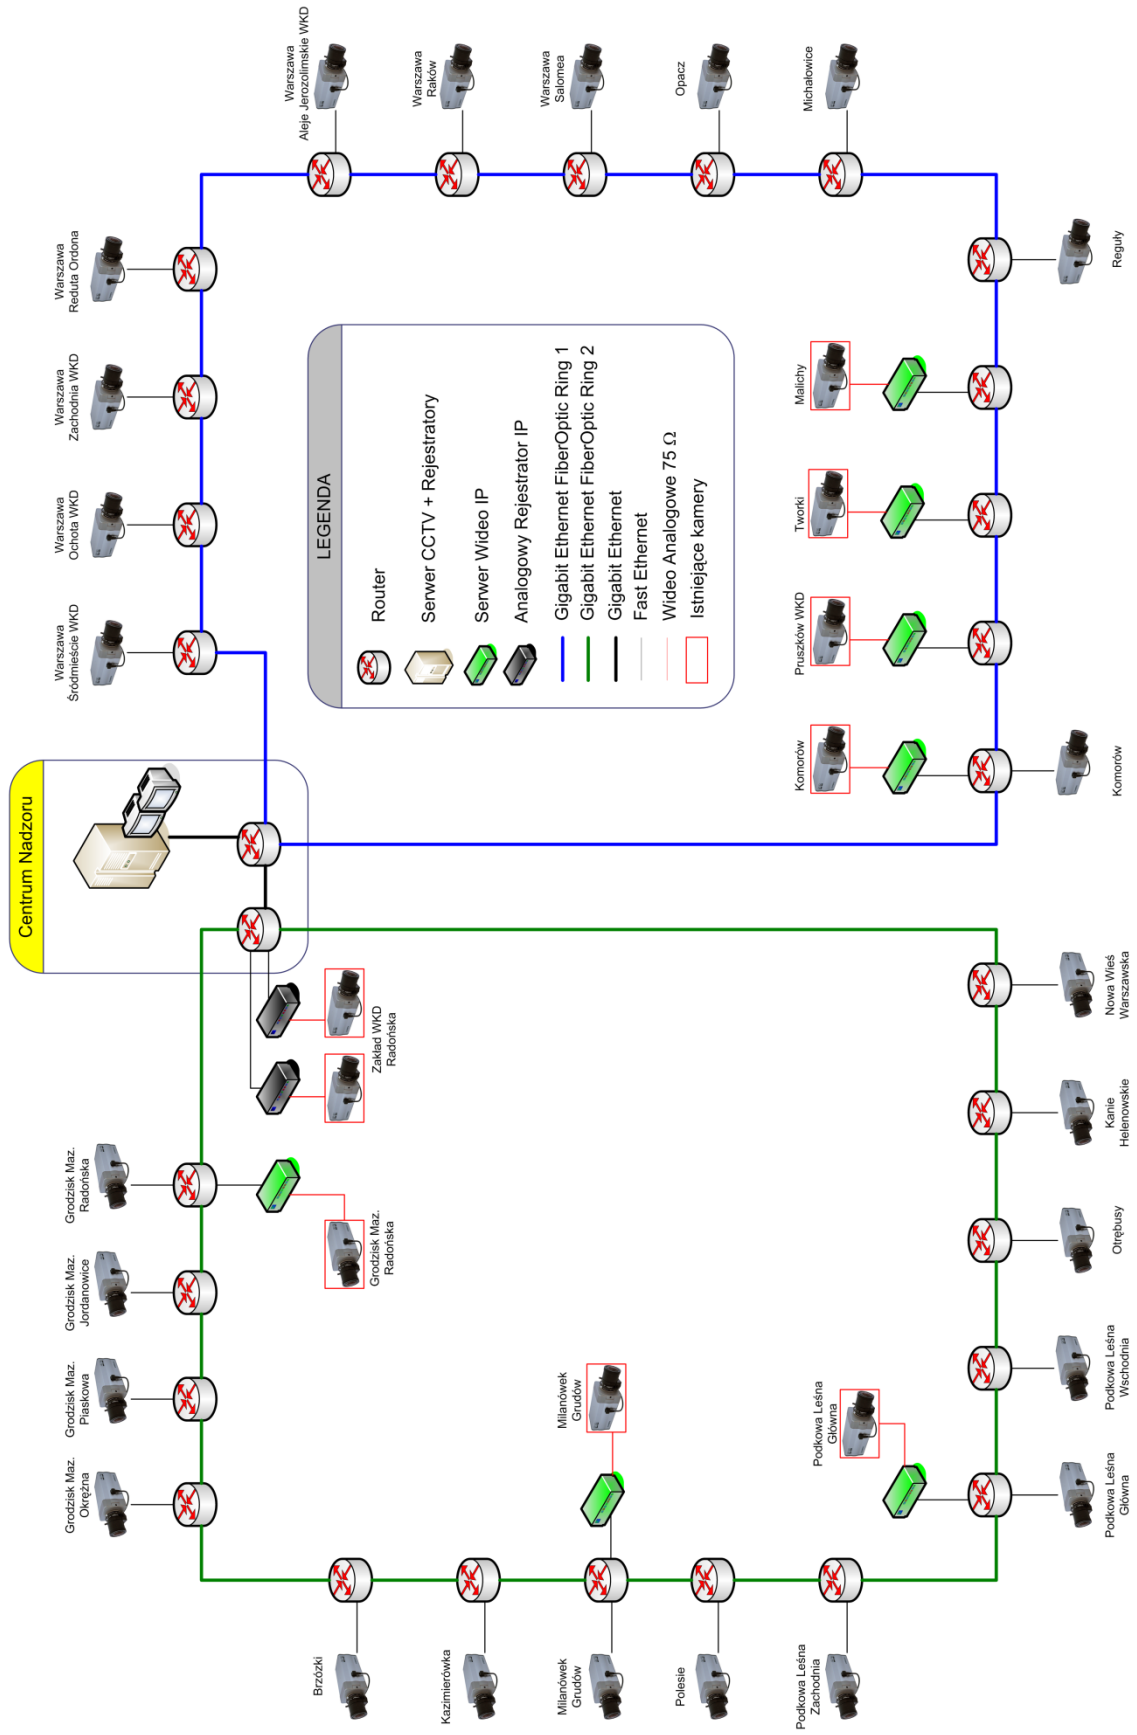 Centrum Nadzoru
Grodzisk Maz.
Okrężna
Grodzisk Maz.
Piaskowa
Grodzisk Maz.
Jordanowice
Grodzisk Maz.
Radońska
Warszawa
Śródmieście WKD
Warszawa
Ochota WKD
Warszawa
Zachodnia WKD
Warszawa
Reduta Ordona
Warszawa
Aleje Jerozolimskie WKD
Warszawa
Raków
Warszawa
Salomea
Opacz
Michałowice
Zakład WKD
Radońska
Grodzisk Maz.
Radońska
LEGENDA
Router
Serwer CCTV + Rejestratory
Serwer Wideo IP
Analogowy Rejestrator IP
Gigabit Ethernet FiberOptic Ring 1
Gigabit Ethernet FiberOptic Ring 2
Gigabit Ethernet
Fast Ethernet
Wideo Analogowe 75 Ω
Istniejące kamery
Brzózki
Kazimierówka
Milanówek
Grudów
Milanówek
Grudów
Polesie
Podkowa Leśna
Zachodnia
Podkowa Leśna
Główna
Komorów
Pruszków WKD
Tworki
Malichy
Podkowa Leśna
Główna
Podkowa Leśna
Wschodnia
Otrębusy
Kanie
Helenowskie
Nowa Wieś
Warszawska
Komorów
Reguły